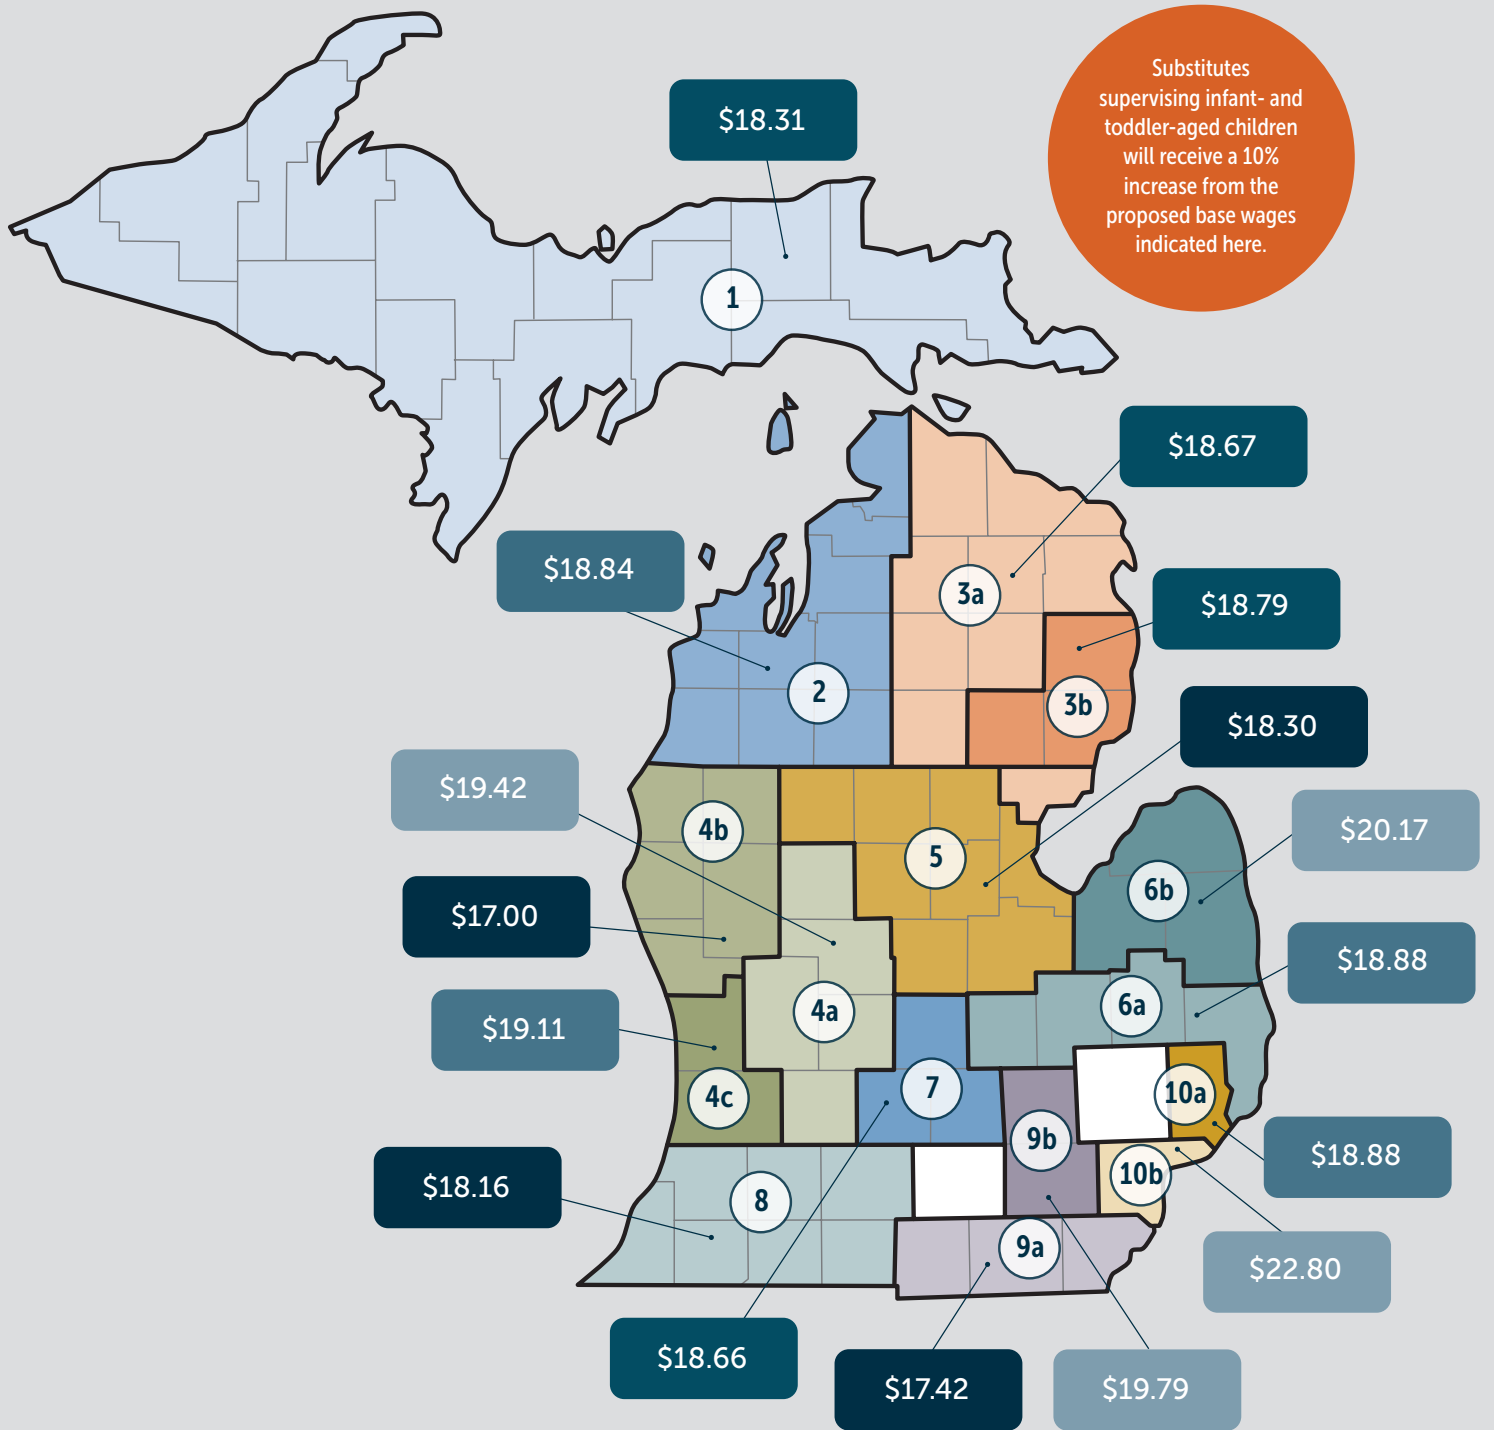 Substitutes
supervising infant- and
toddler-aged children
will receive a 10%
increase from the
proposed base wages
indicated here.
$18.31
1
$18.67
$18.84
3a
$18.79
2
3b
$18.30
$19.42
4b
5
$20.17
6b
$17.00
$18.88
4a
6a
$19.11
4c
7
10a
9b
$18.88
10b
$18.16
8
9a
$22.80
$18.66
$17.42
$19.79